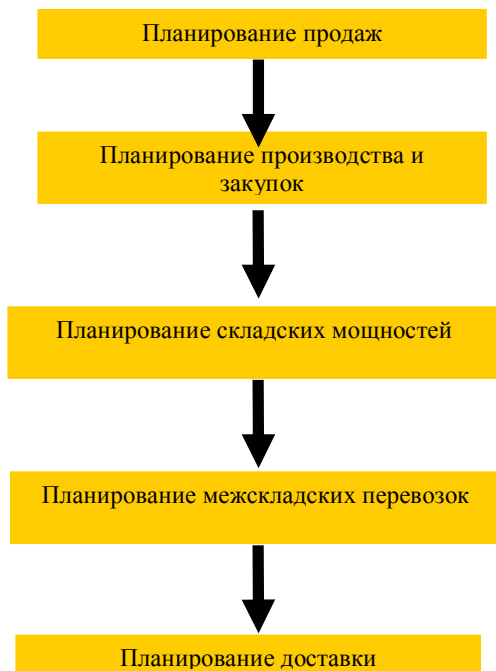 Планирование продаж
Планирование производства и
закупок
Планирование складских мощностей
Планирование межскладских перевозок
Планирование доставки